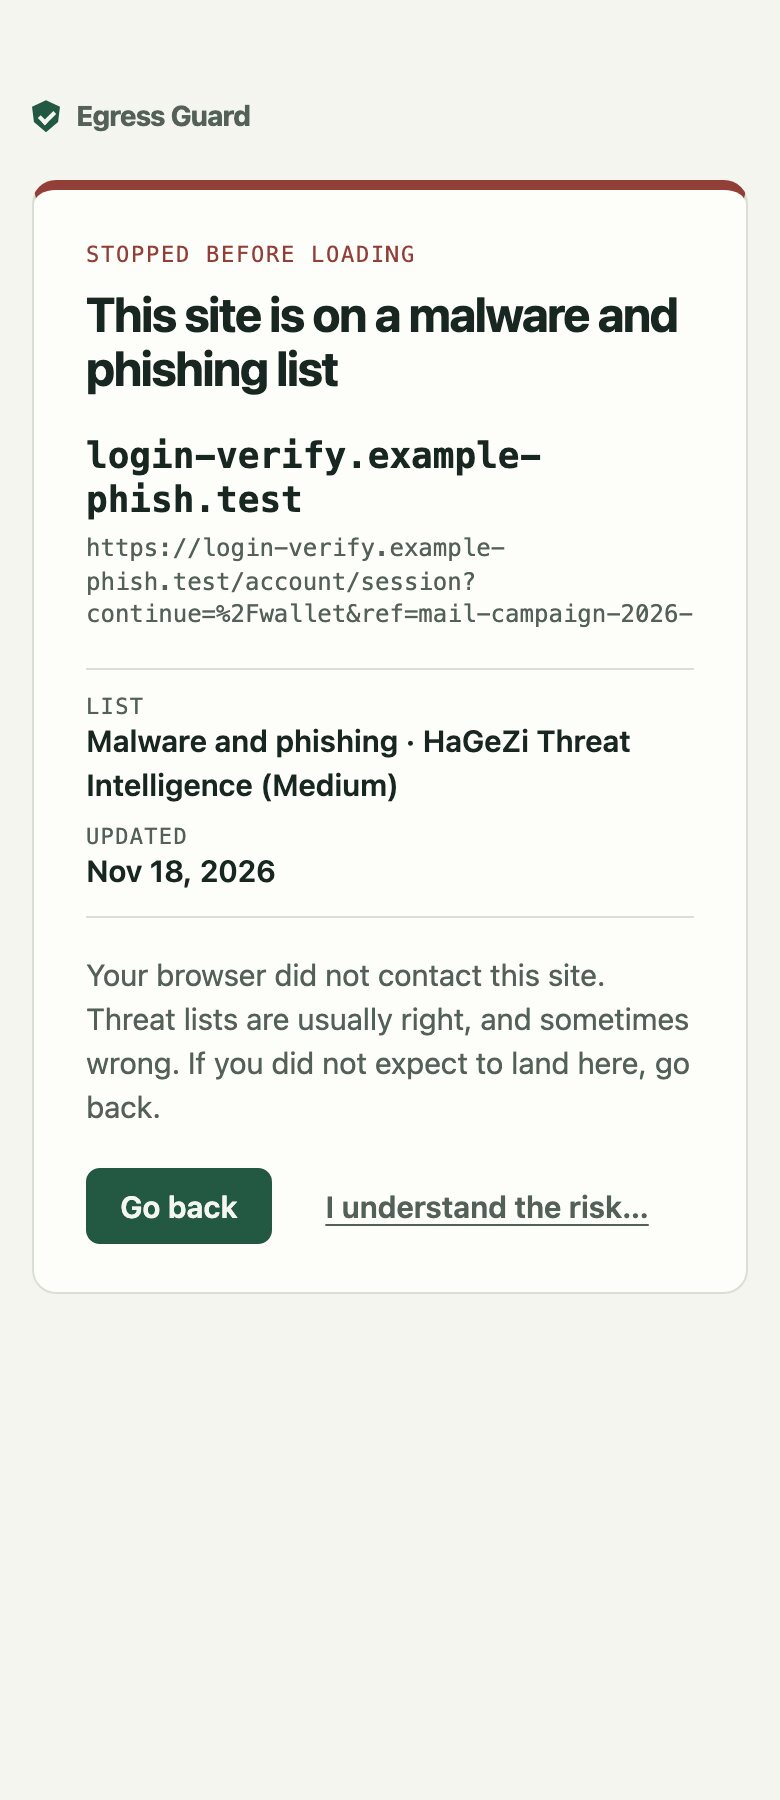 Egress Guard
STOPPED BEFORE LOADING
This site is on a malware and
phishing list
login-verify.example-
phish.test
https://login-verify.example-
phish.test/account/session?
continue=%2Fwallet&ref=mail-campaign-2026-
LIST
Malware and phishing · HaGeZi Threat
Intelligence (Medium)
UPDATED
Nov 18, 2026
Your browser did not contact this site.
Threat lists are usually right, and sometimes
wrong. If you did not expect to land here, go
back.
Go back
I understand the risk…